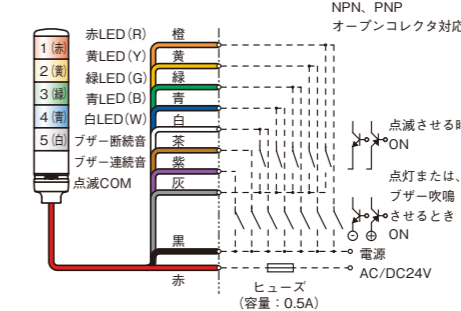 NPN、PNP
オープンコレクタ対応
赤LED(R) 橙
黄LED(Y) 黄
緑LED(G) 緑
青LED(B) 青
白LED(W) 白
ブザー断続音 茶
ブザー連続音 紫
点滅COM 灰
1(赤)
2(黄)
3(緑)
4(青)
5(白)
点滅させる時
ON
点灯または、
ブザー吹鳴
させるとき
ON
黒
赤
電源
AC/DC24V
ヒューズ
(容量：0.5A)